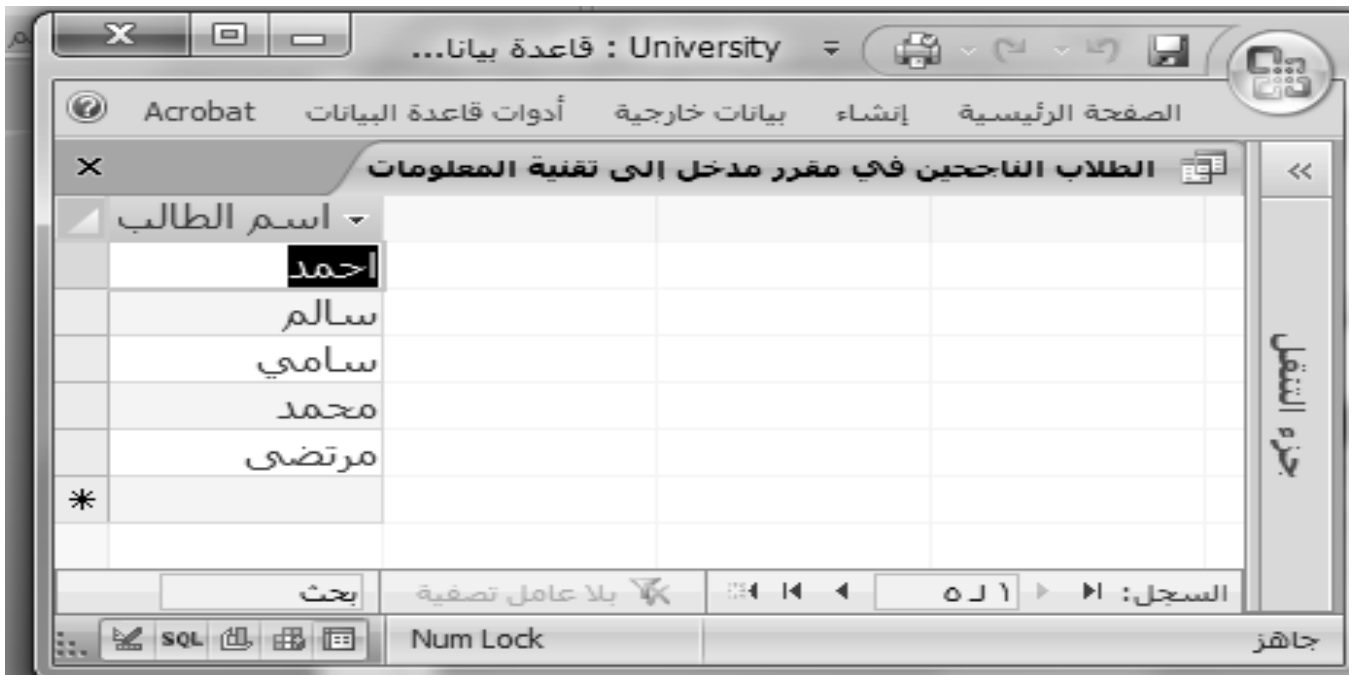 University : قاعدة بيانا...
الصفحة الرئيسية إنشاء بيانات خارجية أدوات قاعدة البيانات Acrobat
الطلاب الناجحين في مقرر مدخل إلى تقنية المعلومات
اسم الطالب
احمد
سالم
سامي
محمد
مرتضى
جزء التنقل
السجل: ١ لـ ٥ بلا عامل تصفية بحث
جاهز Num Lock SQL